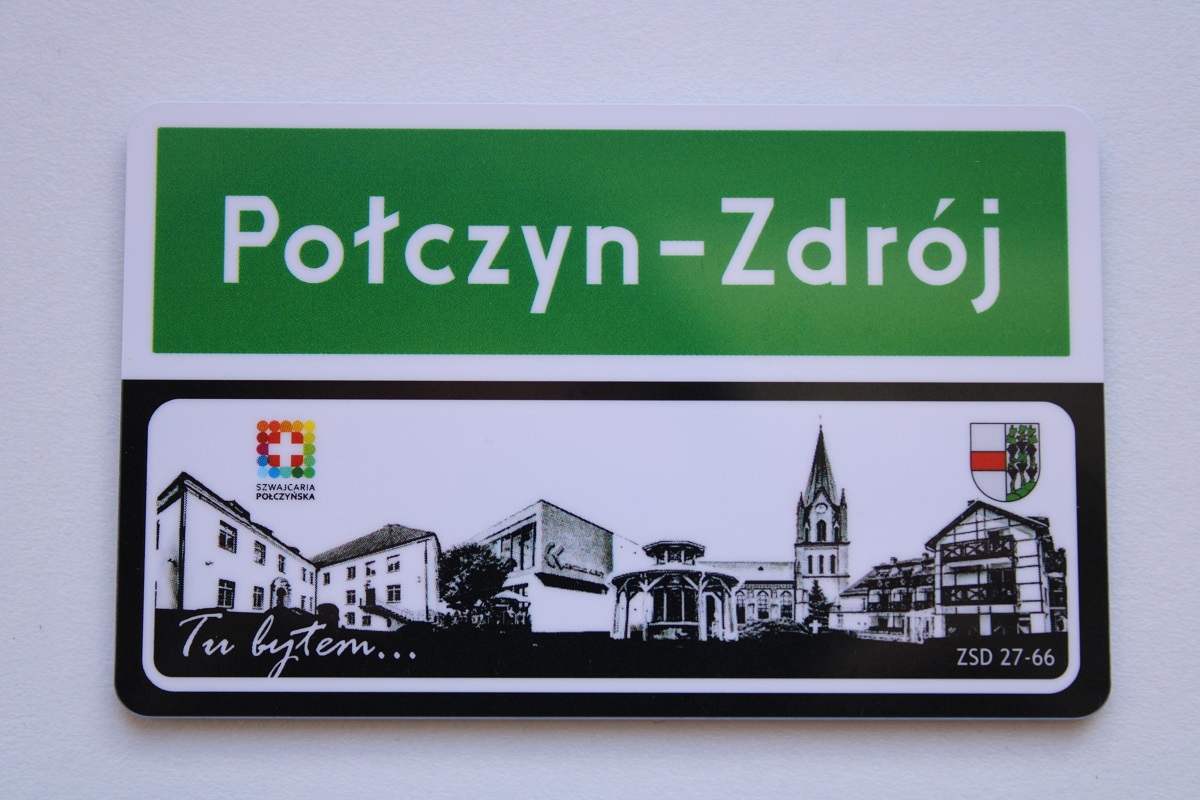 Połczyn-Zdrój
SZWAJCARIA
POŁCZYŃSKA
Tu byłem...
ZSD 27-66